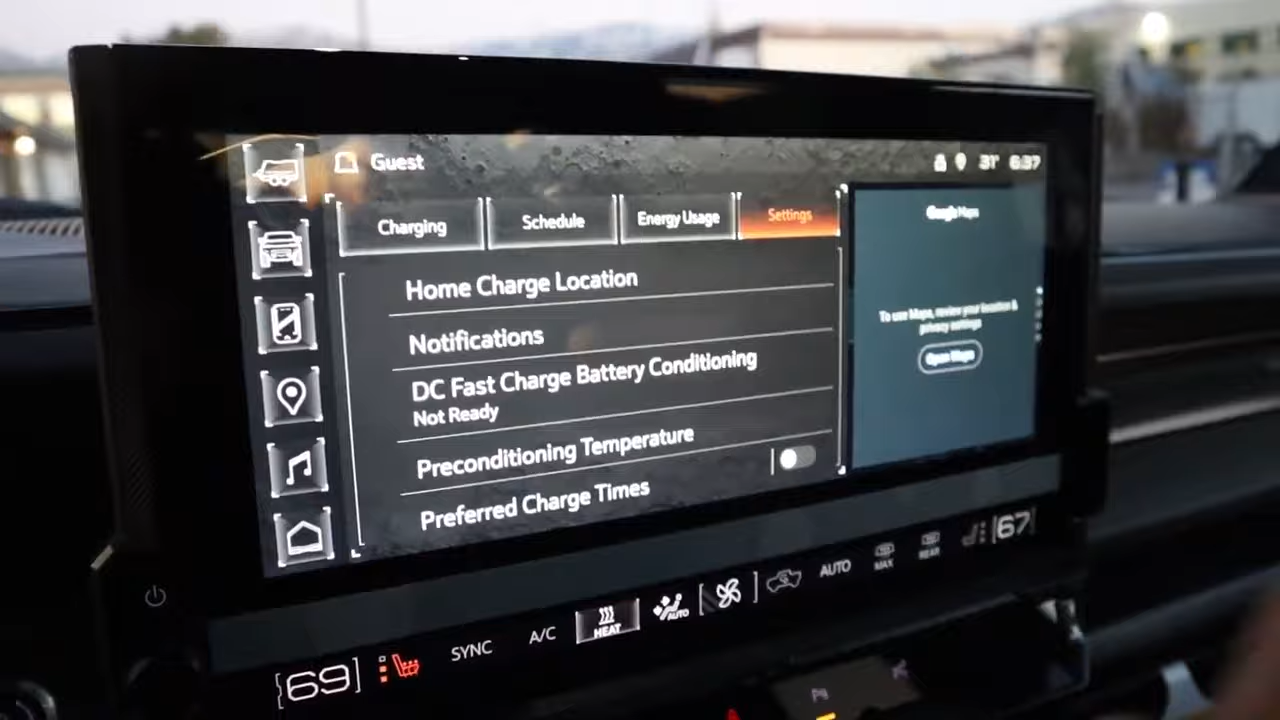 Guest
31° 6:37
Charging
Schedule
Energy Usage
Settings
Home Charge Location
Notifications
DC Fast Charge Battery Conditioning
Not Ready
Preconditioning Temperature
Preferred Charge Times
Google Maps
To use Maps, review your location &
privacy settings
Open Maps
69
SYNC
A/C
HEAT
AUTO
AUTO
MAX
REAR
67